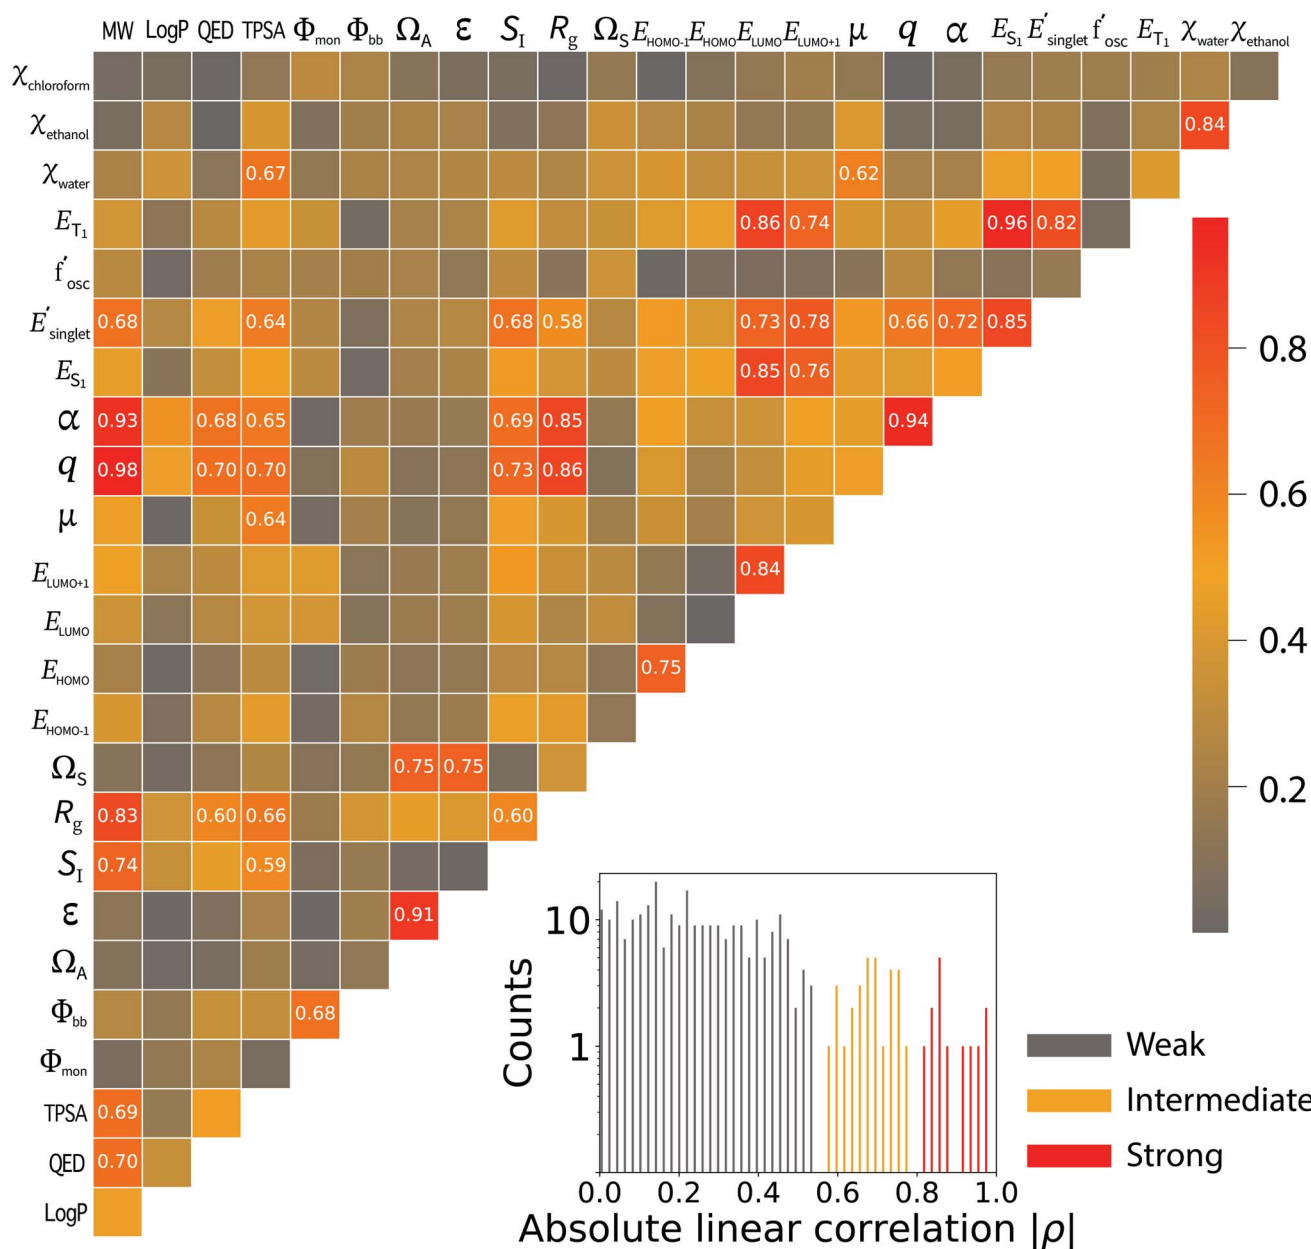 MW LogP QED TPSA Φmon Φbb ΩA ε SI Rg ΩS EHOMO-1 EHOMO ELUMO ELUMO+1 μ q α ES1 E′singlet f′osc ET1 χwater χethanol
χchloroform
χethanol 0.84
χwater 0.67 0.62
ET1 0.86 0.74 0.96 0.82
f′osc
E′singlet 0.68 0.64 0.68 0.58 0.73 0.78 0.66 0.72 0.85
ES1 0.85 0.76
α 0.93 0.68 0.65 0.69 0.85 0.94
q 0.98 0.70 0.70 0.73 0.86
μ 0.64
ELUMO+1 0.84
ELUMO
EHOMO 0.75
EHOMO-1
ΩS 0.75 0.75
Rg 0.83 0.60 0.66 0.60
SI 0.74 0.59
ε 0.91
ΩA
Φbb 0.68
Φmon
TPSA 0.69
QED 0.70
LogP
0.8
0.6
0.4
0.2
Counts
10
1
0.0 0.2 0.4 0.6 0.8 1.0
Absolute linear correlation |ρ|
Weak
Intermediate
Strong